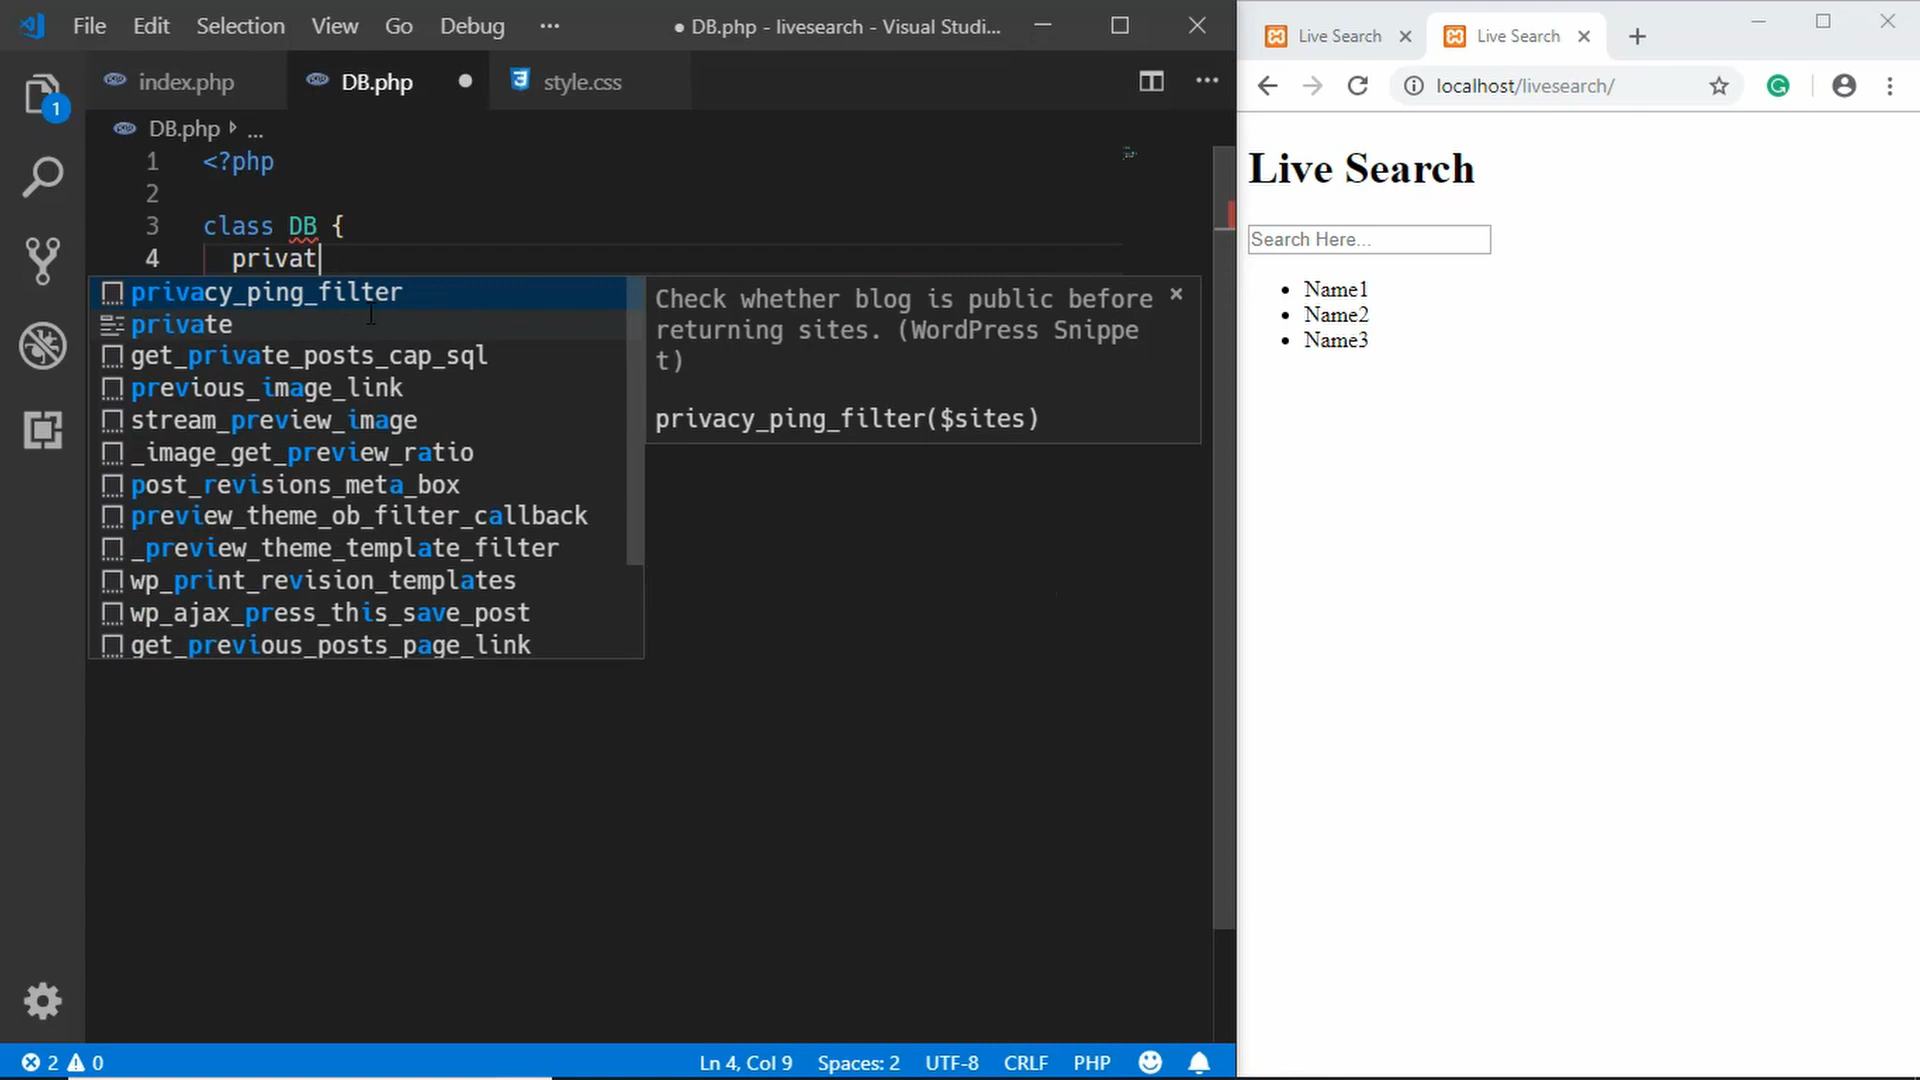 File Edit Selection View Go Debug ··· ● DB.php - livesearch - Visual Studi...
1
index.php DB.php style.css ···
DB.php ...
1 <?php
2
3 class DB {
4 privat
privacy_ping_filter
private
get_private_posts_cap_sql
previous_image_link
stream_preview_image
_image_get_preview_ratio
post_revisions_meta_box
preview_theme_ob_filter_callback
_preview_theme_template_filter
wp_print_revision_templates
wp_ajax_press_this_save_post
get_previous_posts_page_link
Check whether blog is public before
returning sites. (WordPress Snippe
t)
privacy_ping_filter($sites)
2 0 Ln 4, Col 9 Spaces: 2 UTF-8 CRLF PHP
Live Search Live Search
localhost/livesearch/
Live Search
Search Here...
• Name1
• Name2
• Name3